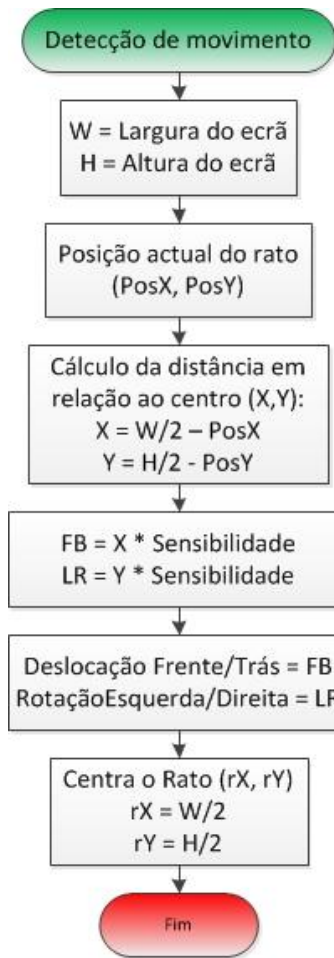 Detecção de movimento
W = Largura do ecrã
H = Altura do ecrã
Posição actual do rato
(PosX, PosY)
Cálculo da distância em
relação ao centro (X,Y):
X = W/2 – PosX
Y = H/2 - PosY
FB = X * Sensibilidade
LR = Y * Sensibilidade
Deslocação Frente/Trás = FB
RotaçãoEsquerda/Direita = LR
Centra o Rato (rX, rY)
rX = W/2
rY = H/2
Fim